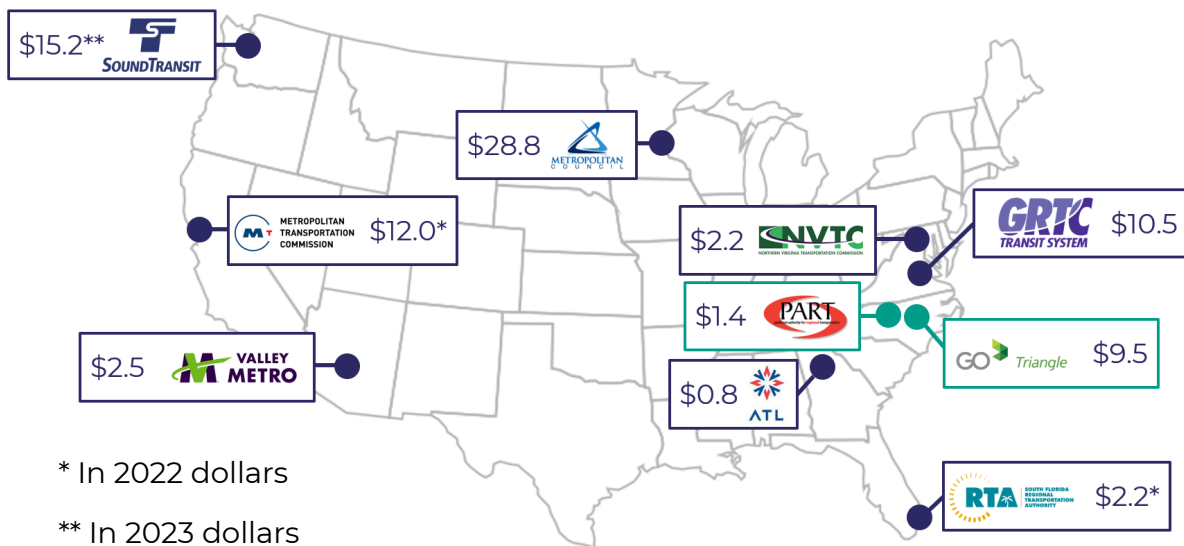 $15.2**
SOUNDTRANSIT
$28.8
METROPOLITAN
COUNCIL
METROPOLITAN
TRANSPORTATION
COMMISSION
$12.0*
$2.2
NVTC
NORTHERN VIRGINIA TRANSPORTATION COMMISSION
GRTC
TRANSIT SYSTEM
$10.5
$1.4
PART
$2.5
VALLEY
METRO
$0.8
ATL
GO Triangle
$9.5
* In 2022 dollars
RTA
SOUTH FLORIDA
REGIONAL
TRANSPORTATION
AUTHORITY
$2.2*
** In 2023 dollars